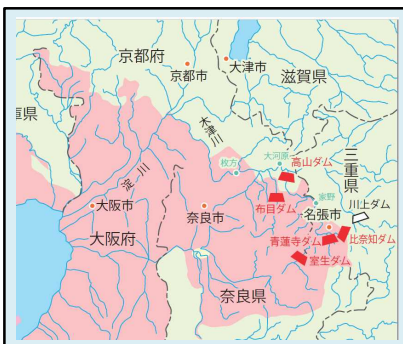 京都府
京都市
大津市
滋賀県
庫県
木津川
大河原
高山ダム
枚方
淀川
三重県
家野
川上ダム
大阪市
奈良市
布目ダム
名張市
大阪府
青蓮寺ダム
比奈知ダム
室生ダム
奈良県